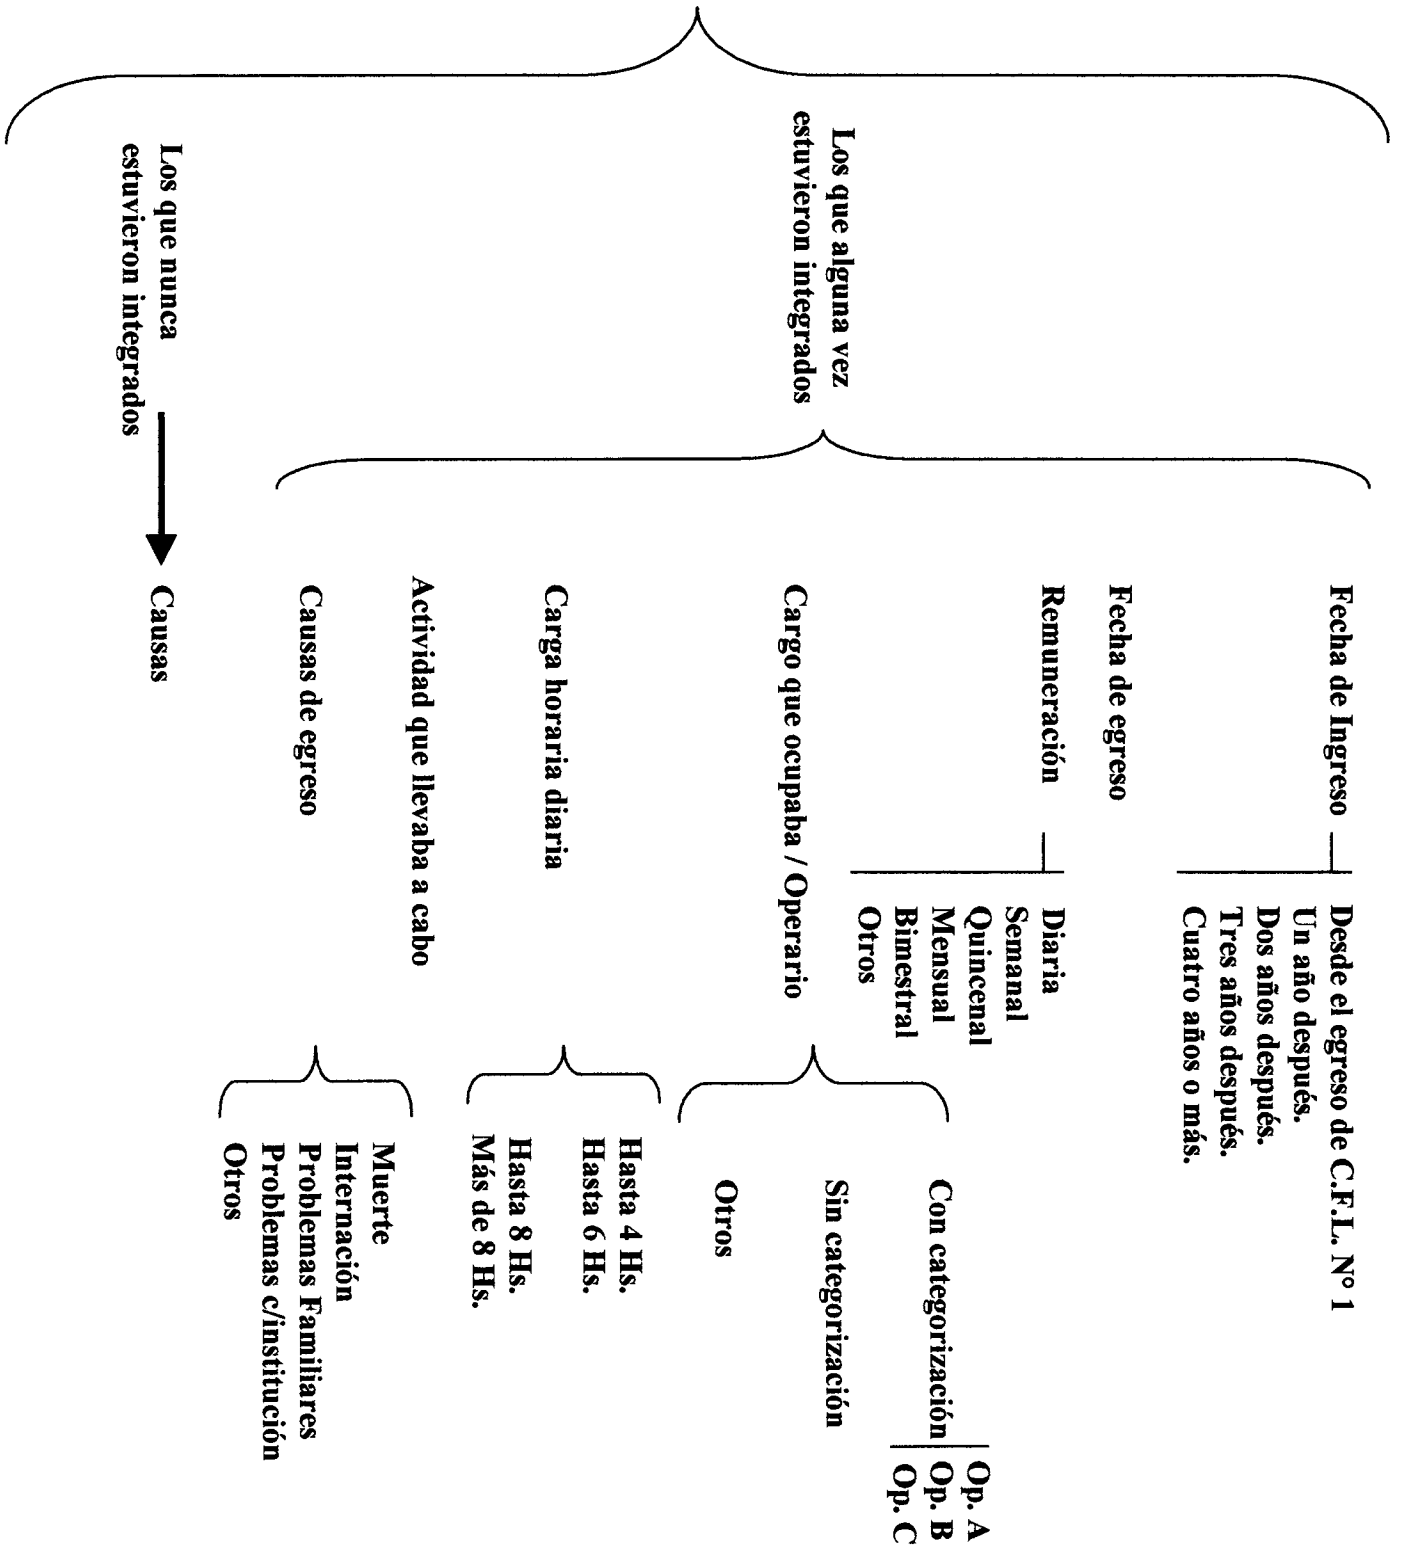 Los que alguna vez
estuvieron integrados
Fecha de Ingreso
Desde el egreso de C.F.L. N° 1
Un año después.
Dos años después.
Tres años después.
Cuatro años o más.
Fecha de egreso
Remuneración
Diaria
Semanal
Quincenal
Mensual
Bimestral
Otros
Cargo que ocupaba / Operario
Con categorización
Op. A
Op. B
Op. C
Sin categorización
Otros
Carga horaria diaria
Hasta 4 Hs.
Hasta 6 Hs.
Hasta 8 Hs.
Más de 8 Hs.
Actividad que llevaba a cabo
Causas de egreso
Muerte
Internación
Problemas Familiares
Problemas c/institución
Otros
Los que nunca
estuvieron integrados
Causas